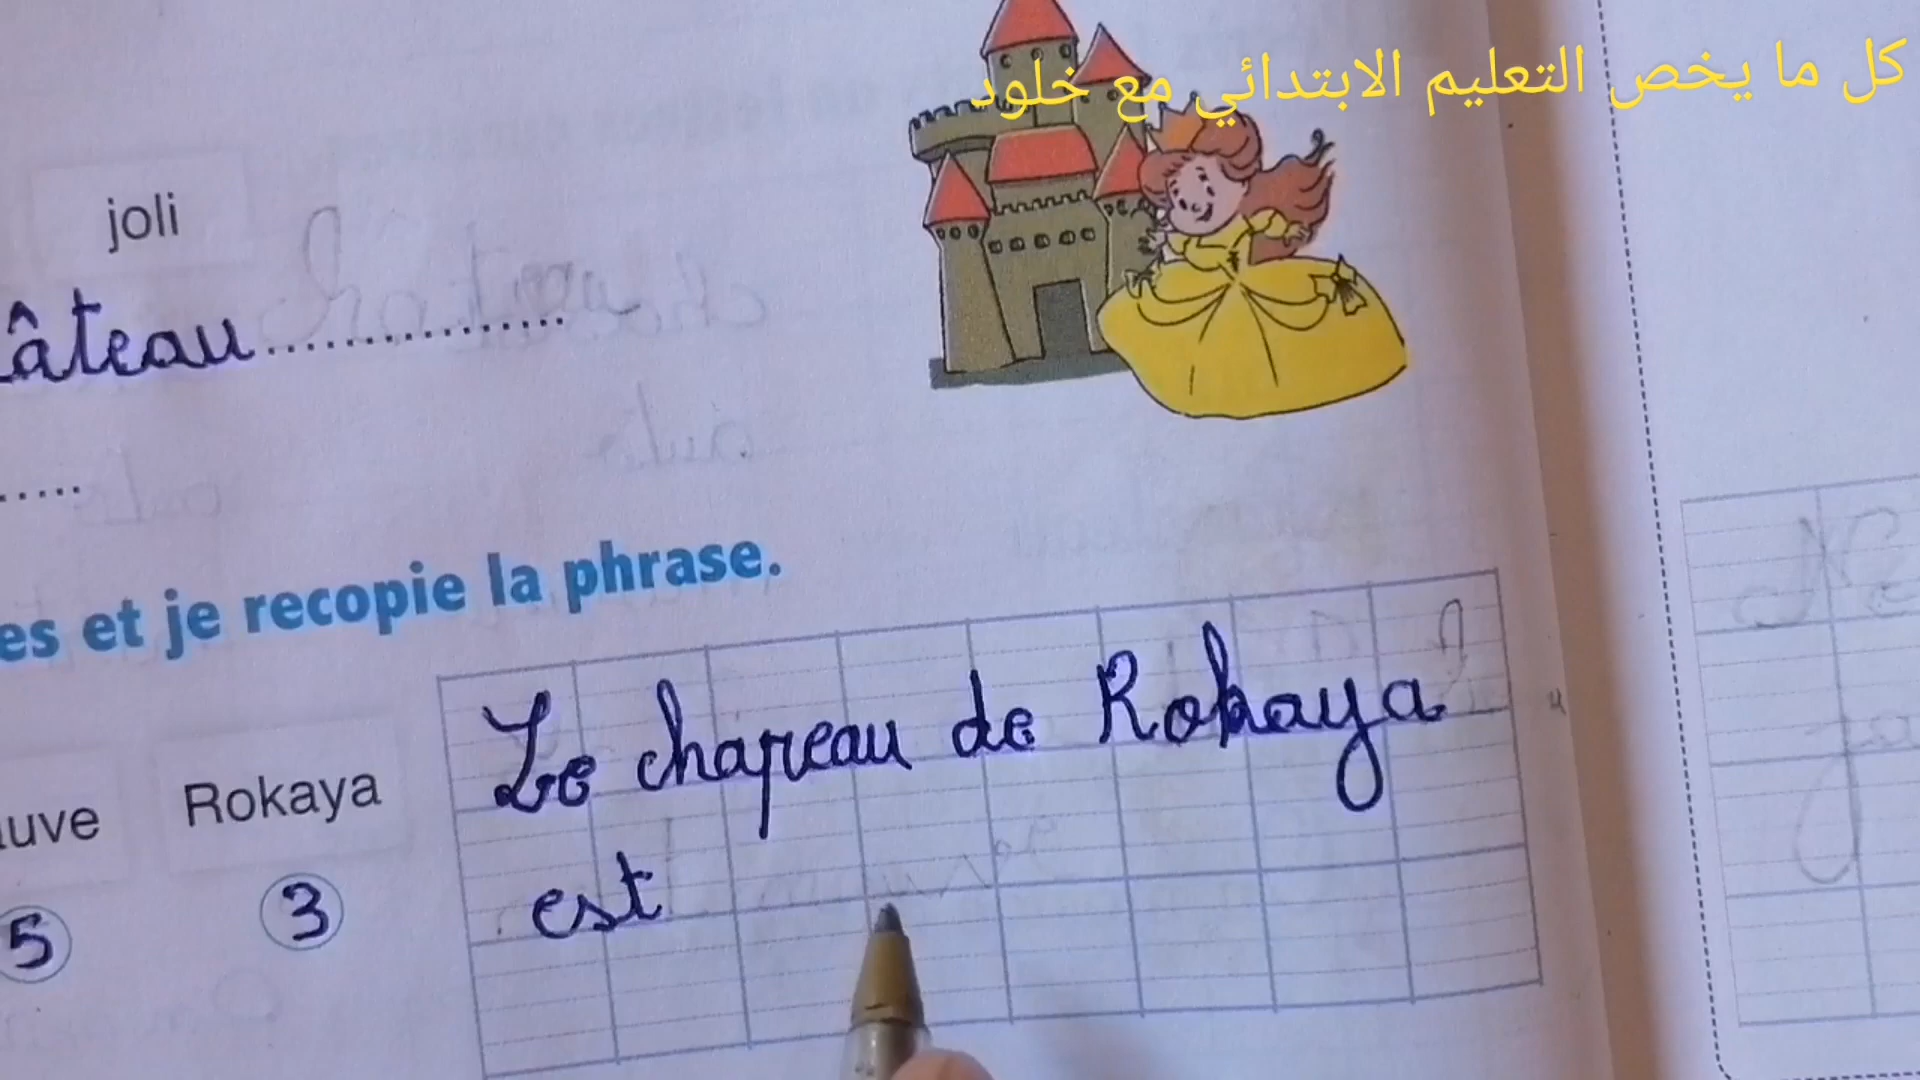 كل ما يخص التعليم الابتدائي مع خلود
joli
âteau..................
.....
es et je recopie la phrase.
uve
Rokaya
5
3
Le chapeau de Rokaya
est